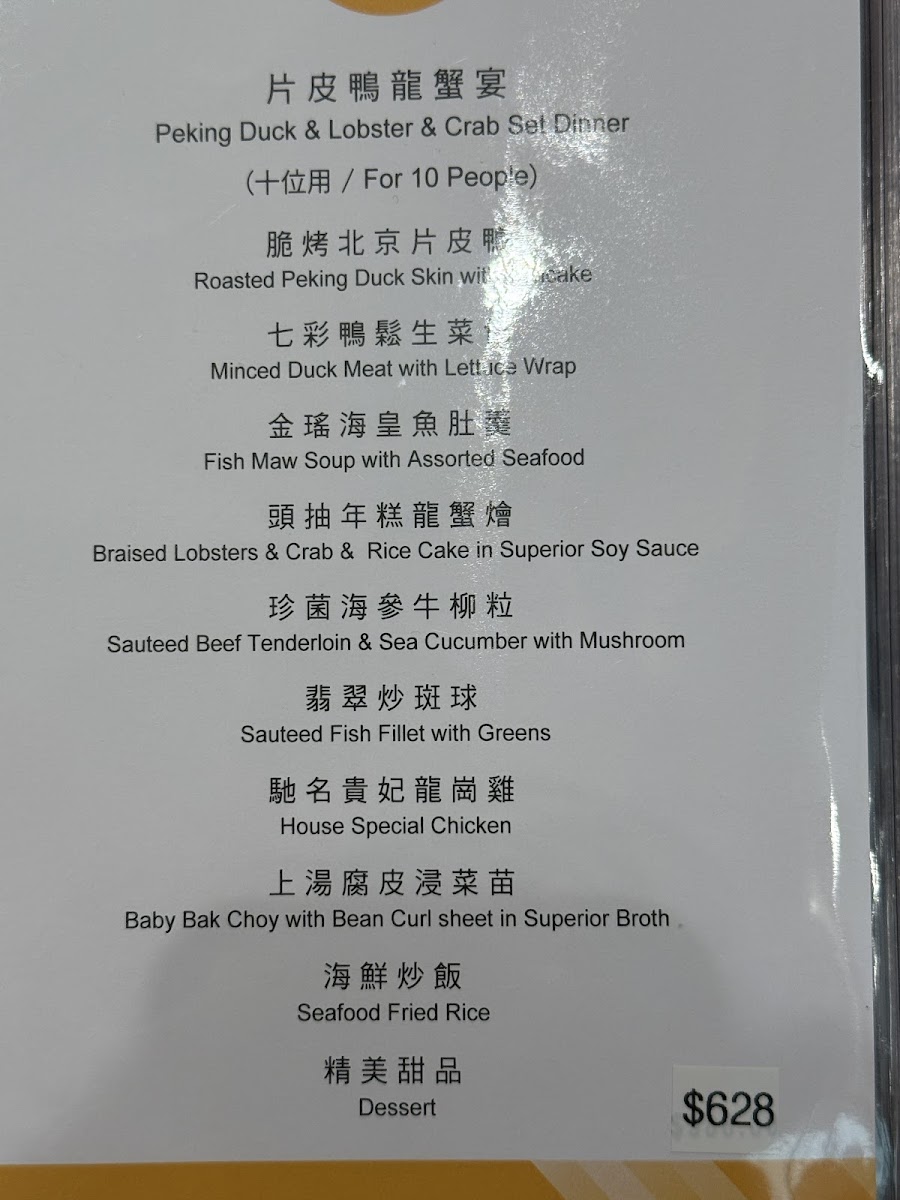 片皮鴨龍蟹宴
Peking Duck & Lobster & Crab Set Dinner
(十位用 / For 10 People)
脆烤北京片皮鴨
Roasted Peking Duck Skin with
七彩鴨鬆生菜
Minced Duck Meat with Lettuce Wrap
金瑤海皇魚肚羹
Fish Maw Soup with Assorted Seafood
頭抽年糕龍蟹燴
Braised Lobsters & Crab & Rice Cake in Superior Soy Sauce
珍菌海參牛柳粒
Sauteed Beef Tenderloin & Sea Cucumber with Mushroom
翡翠炒斑球
Sauteed Fish Fillet with Greens
馳名貴妃龍崗雞
House Special Chicken
上湯腐皮浸菜苗
Baby Bak Choy with Bean Curl sheet in Superior Broth
海鮮炒飯
Seafood Fried Rice
精美甜品
Dessert
$628